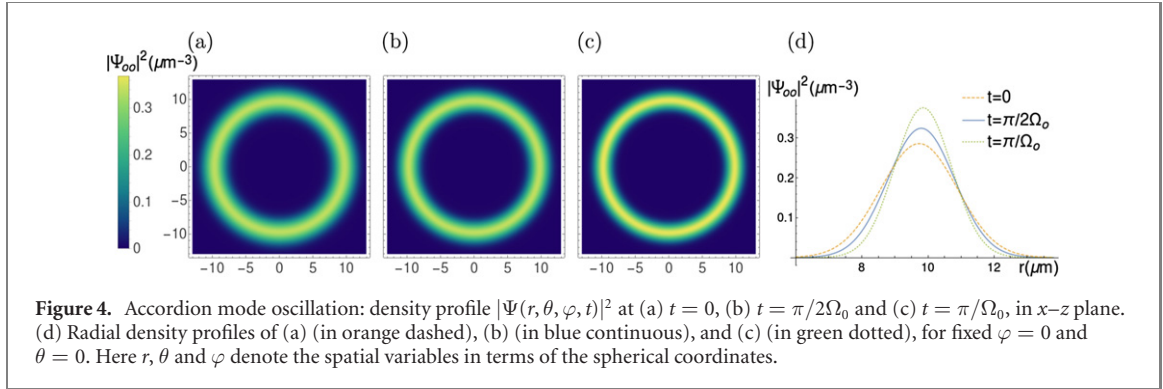 (a) (b) (c) (d)
|Ψoo|²(μm–3)
0.3
0.2
0.1
0
10
5
0
−5
−10
−10 −5 0 5 10
−10 −5 0 5 10
−10 −5 0 5 10
|Ψoo|²(μm–3)
0.3
0.2
0.1
8 10 12 r(μm)
t=0
t=π/2Ωo
t=π/Ωo
Figure 4. Accordion mode oscillation: density profile |Ψ(r, θ, φ, t)|² at (a) t = 0, (b) t = π/2Ω₀ and (c) t = π/Ω₀, in x–z plane.
(d) Radial density profiles of (a) (in orange dashed), (b) (in blue continuous), and (c) (in green dotted), for fixed φ = 0 and
θ = 0. Here r, θ and φ denote the spatial variables in terms of the spherical coordinates.